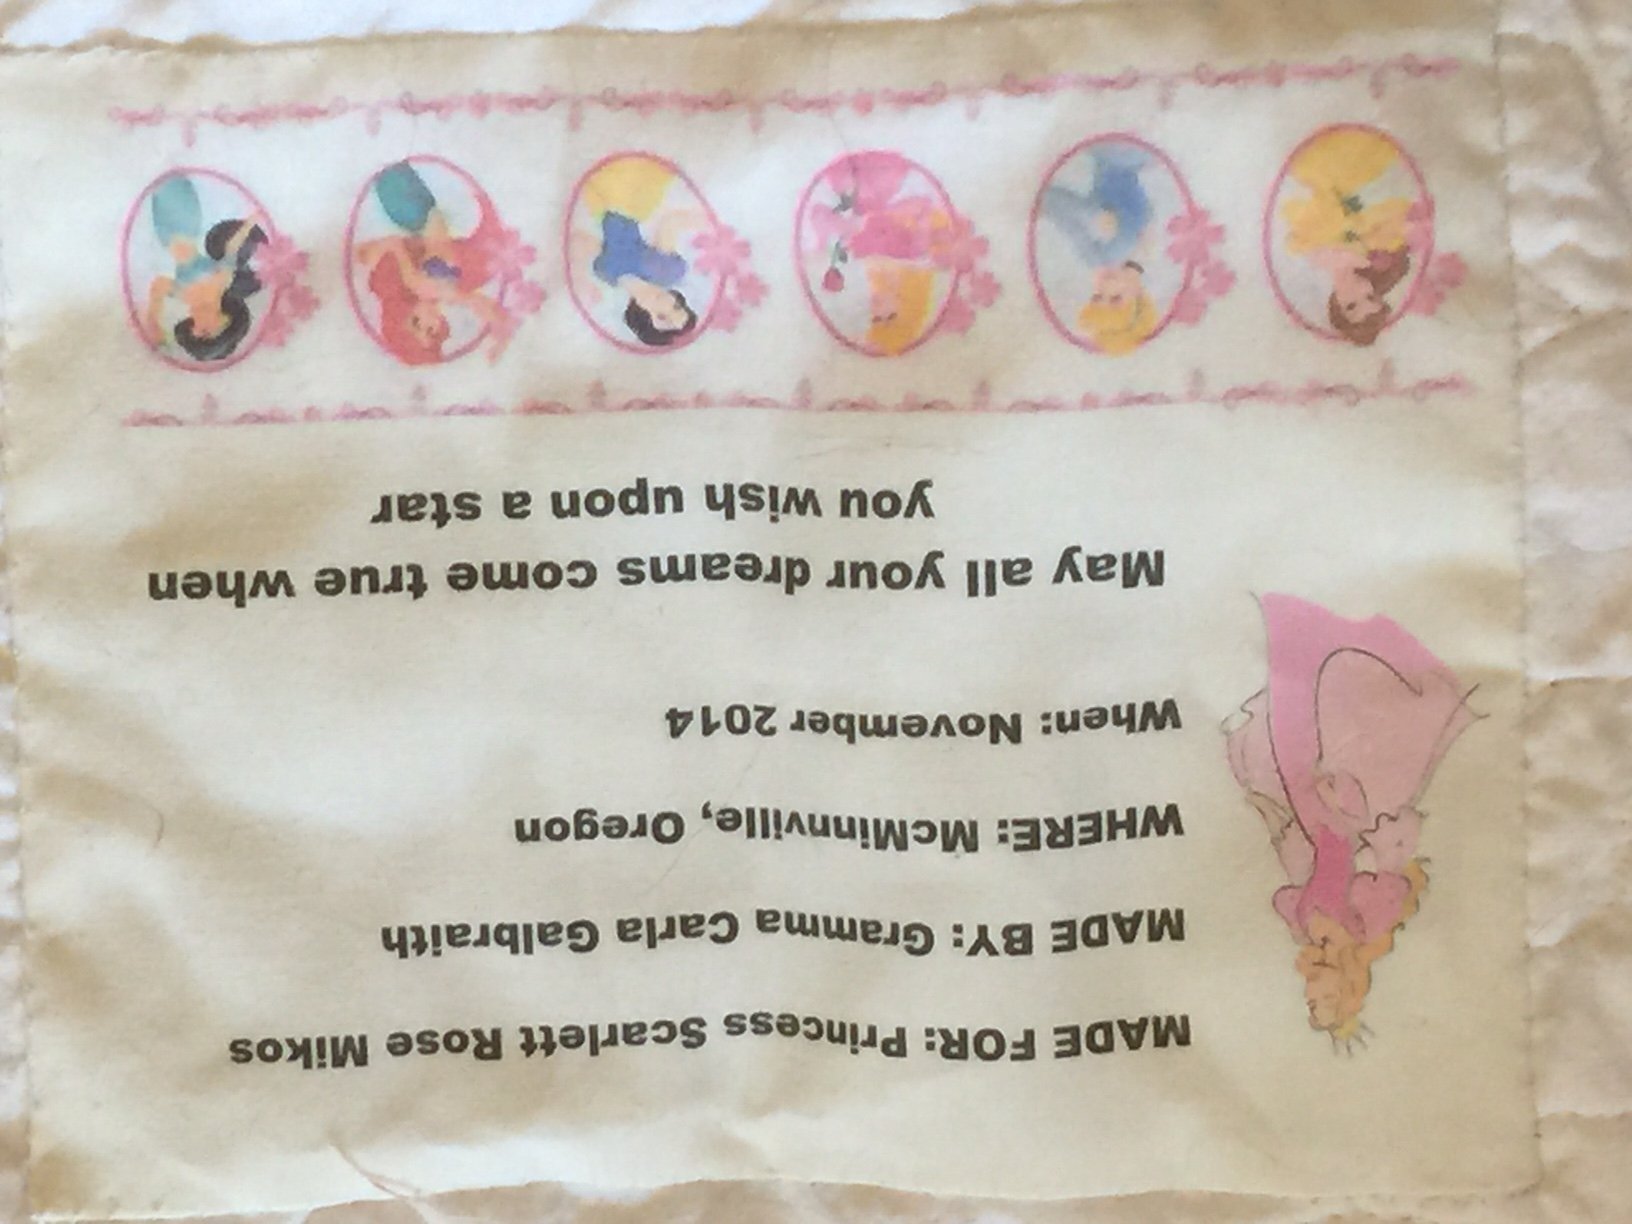 MADE FOR: Princess Scarlett Rose Mikos
MADE BY: Gramma Carla Galbraith
WHERE: McMinnville, Oregon
When: November 2014
May all your dreams come true when
you wish upon a star